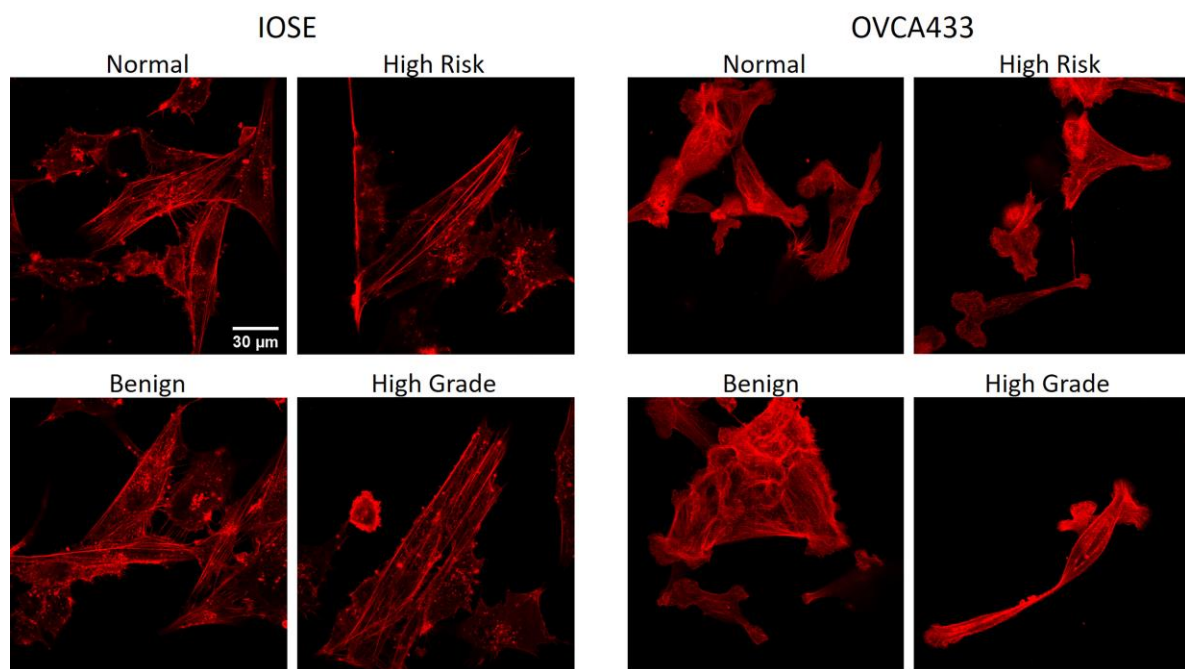 IOSE
OVCA433
Normal
High Risk
Normal
High Risk
30 µm
Benign
High Grade
Benign
High Grade